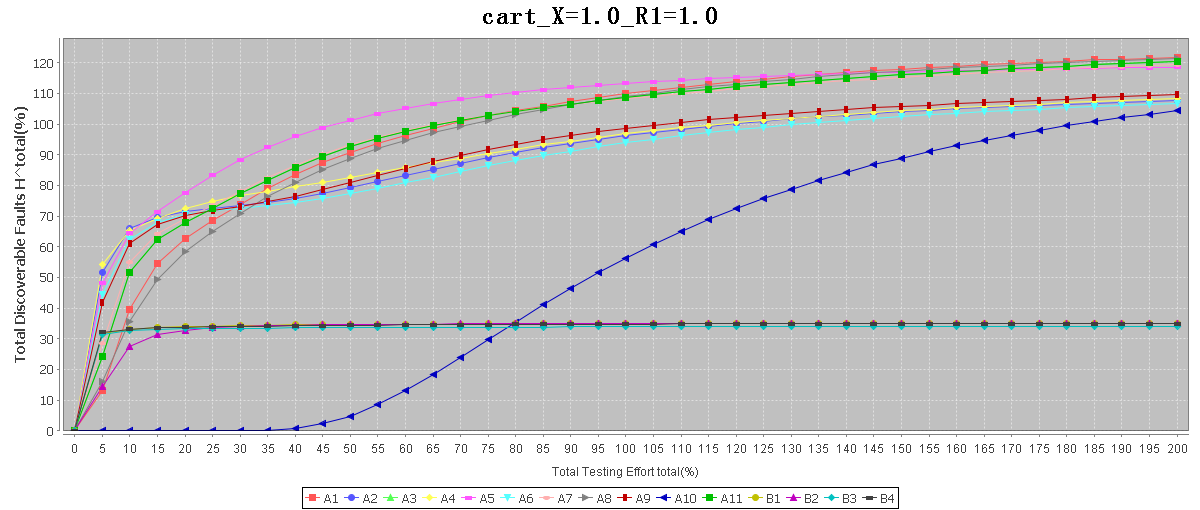 cart_X=1.0_R1=1.0
Total Discoverable Faults H^total(%)
120
110
100
90
80
70
60
50
40
30
20
10
0
0 5 10 15 20 25 30 35 40 45 50 55 60 65 70 75 80 85 90 95 100 105 110 115 120 125 130 135 140 145 150 155 160 165 170 175 180 185 190 195 200
Total Testing Effort total(%)
A1 A2 A3 A4 A5 A6 A7 A8 A9 A10 A11 B1 B2 B3 B4